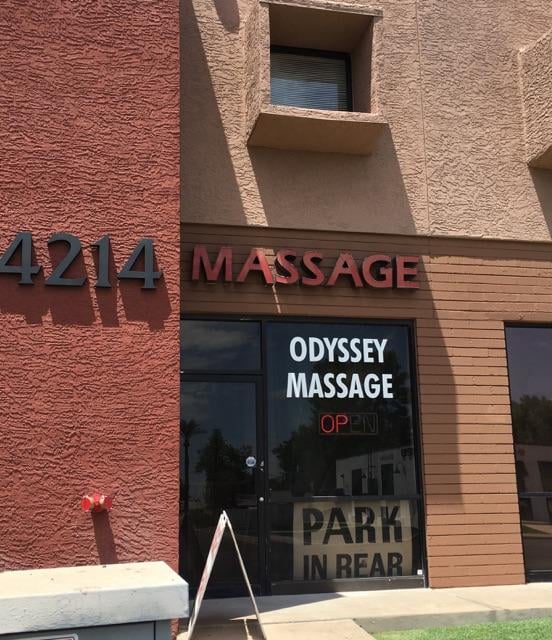 4214
MASSAGE
ODYSSEY
MASSAGE
OPEN
PARK
IN REAR